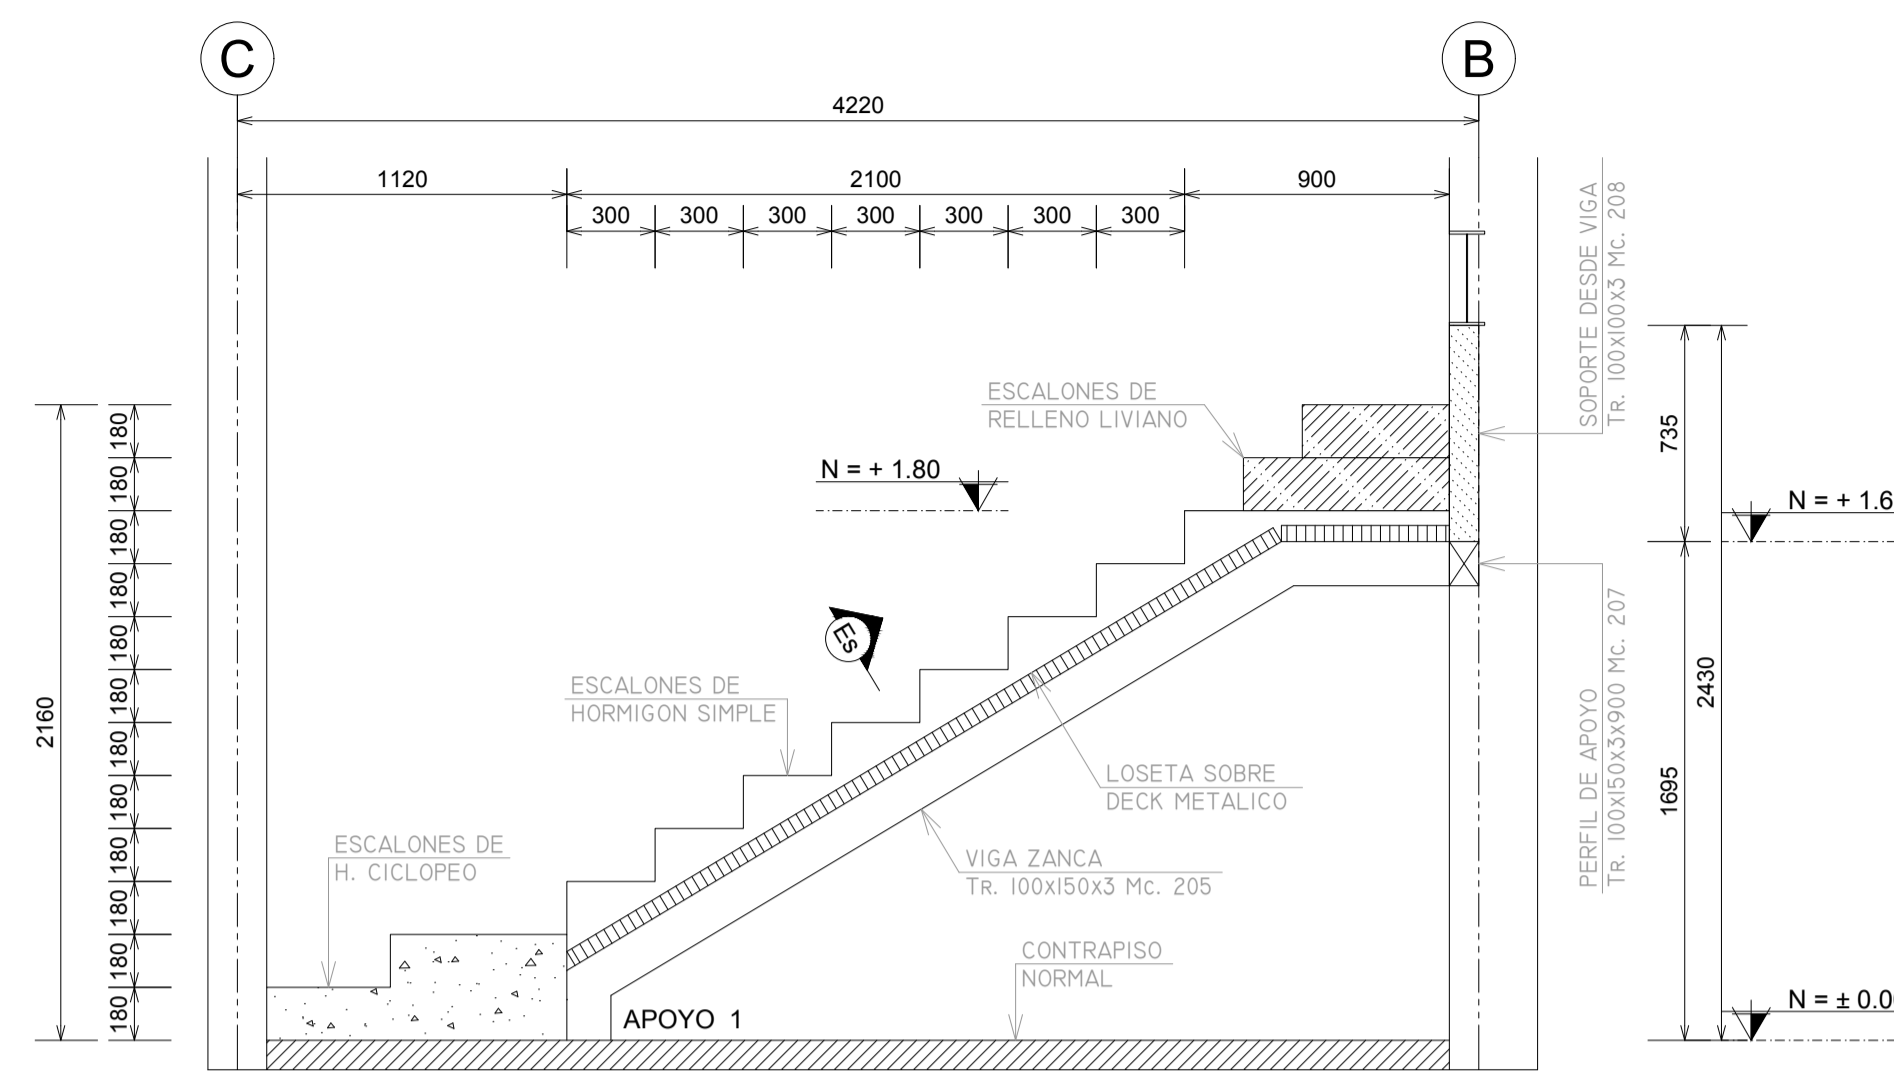 C
B
4220
1120
2100
900
300
300
300
300
300
300
300
SOPORTE DESDE VIGA
Tr. 100x100x3 Mc. 208
ESCALONES DE
RELLENO LIVIANO
N = + 1.80
N = + 1.6
735
180
180
180
180
180
180
180
180
180
180
180
180
2160
Es
ESCALONES DE
HORMIGON SIMPLE
LOSETA SOBRE
DECK METALICO
PERFIL DE APOYO
Tr. 100x150x3x900 Mc. 207
2430
1695
ESCALONES DE
H. CICLOPEO
VIGA ZANCA
Tr. 100x150x3 Mc. 205
CONTRAPISO
NORMAL
APOYO 1
N = ± 0.0